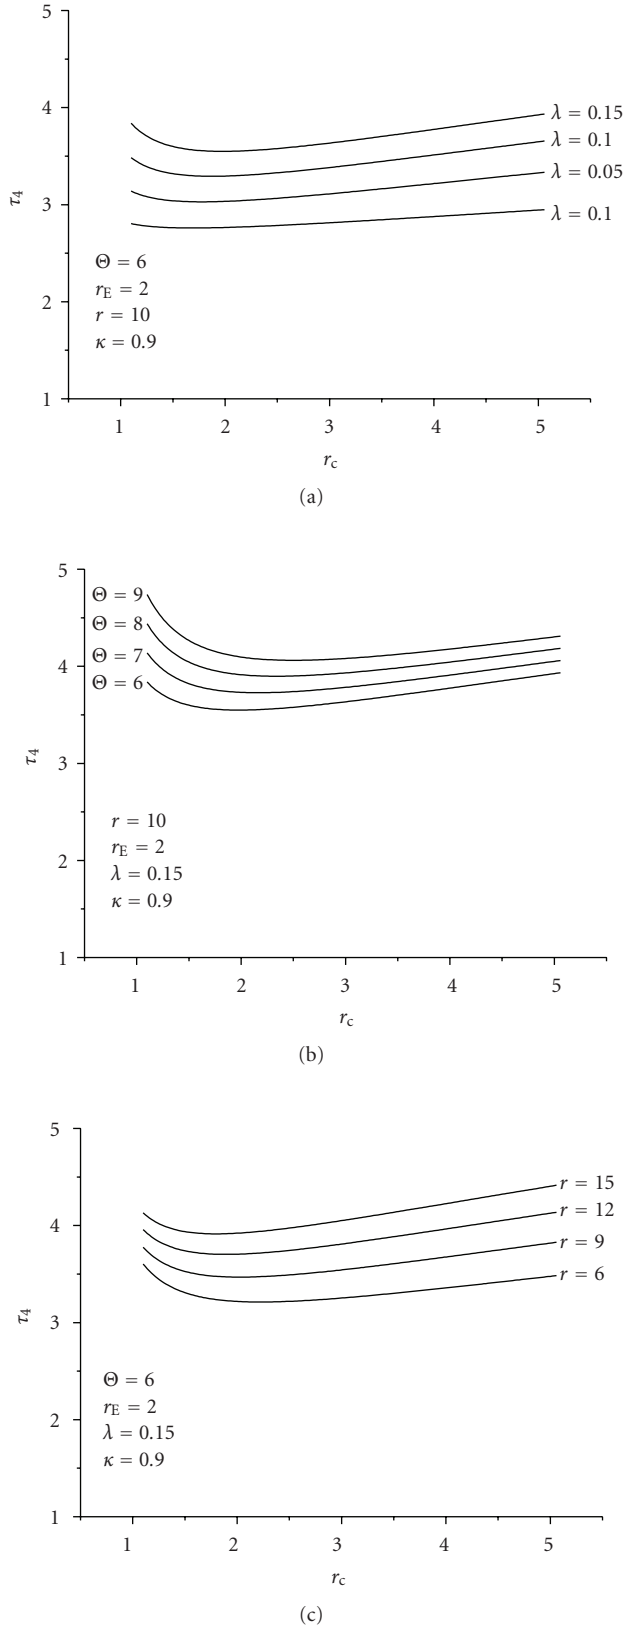 5
4
3
2
1
τ4
λ = 0.15
λ = 0.1
λ = 0.05
λ = 0.1
Θ = 6
rE = 2
r = 10
κ = 0.9
1 2 3 4 5
rc
(a)
5
4
3
2
1
τ4
Θ = 9
Θ = 8
Θ = 7
Θ = 6
r = 10
rE = 2
λ = 0.15
κ = 0.9
1 2 3 4 5
rc
(b)
5
4
3
2
1
τ4
r = 15
r = 12
r = 9
r = 6
Θ = 6
rE = 2
λ = 0.15
κ = 0.9
1 2 3 4 5
rc
(c)